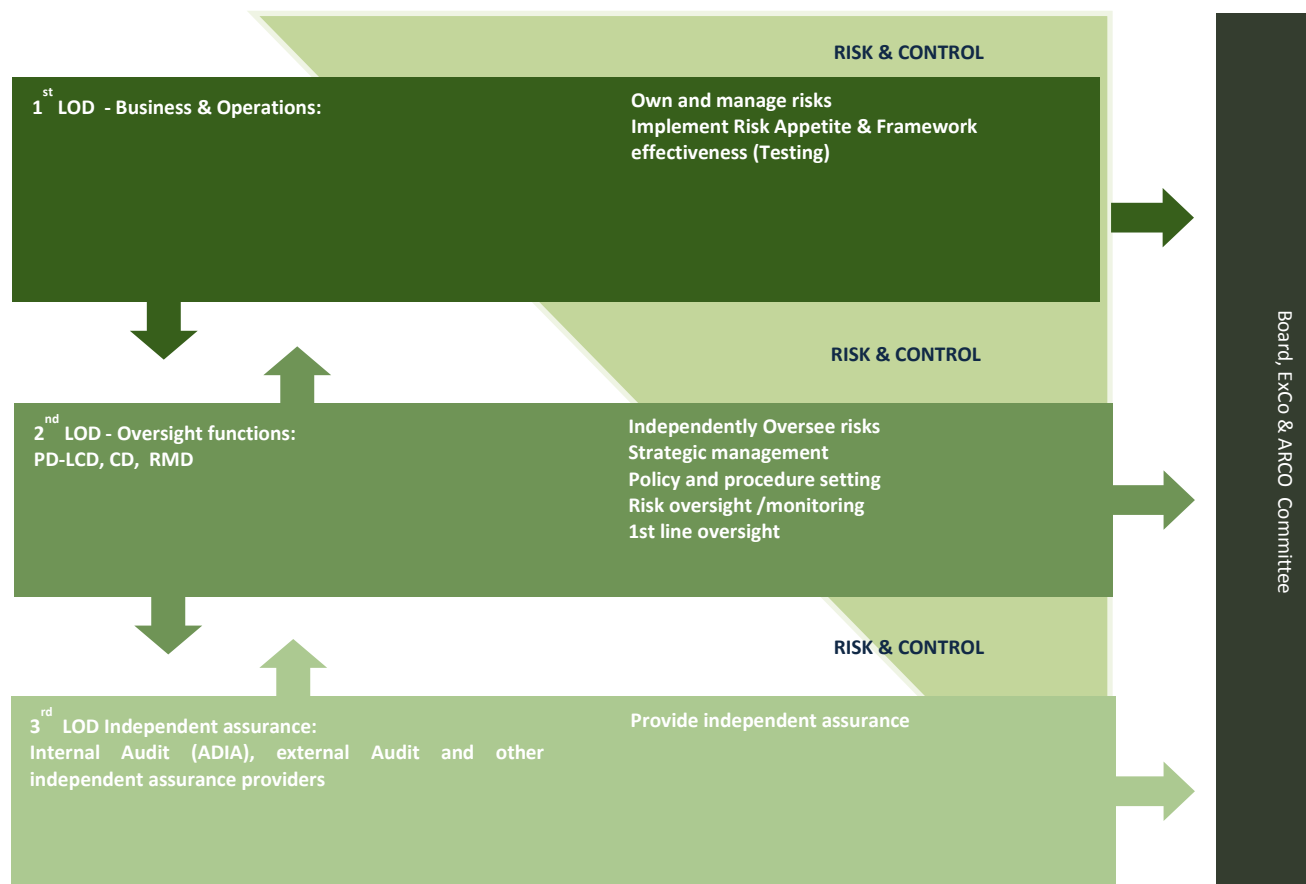 RISK & CONTROL
1st LOD - Business & Operations:
Own and manage risks
Implement Risk Appetite & Framework
effectiveness (Testing)
RISK & CONTROL
2nd LOD - Oversight functions:
PD-LCD, CD, RMD
Independently Oversee risks
Strategic management
Policy and procedure setting
Risk oversight /monitoring
1st line oversight
RISK & CONTROL
3rd LOD Independent assurance:
Internal Audit (ADIA), external Audit and other
independent assurance providers
Provide independent assurance
Board, ExCo & ARCO Committee